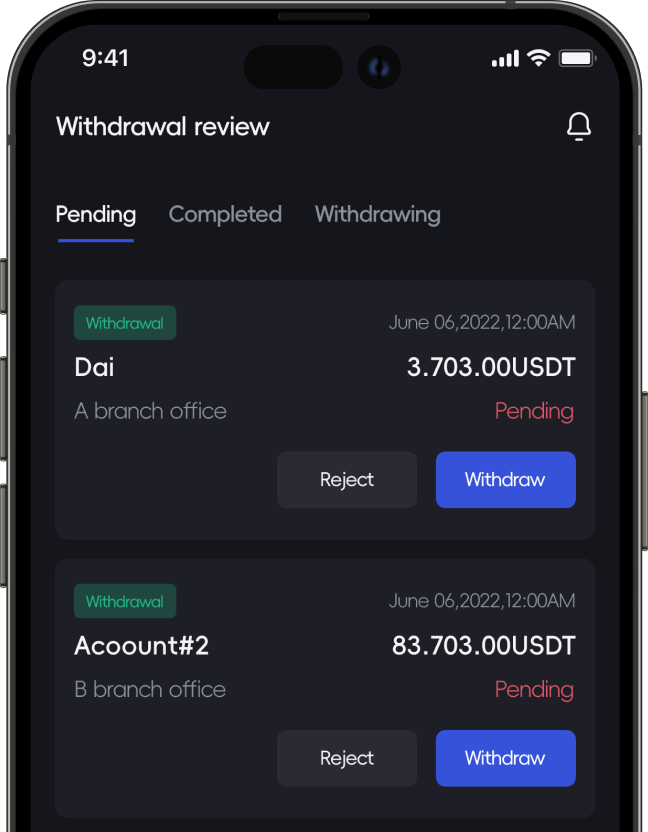 9:41
Withdrawal review
Pending Completed Withdrawing
Withdrawal June 06,2022,12:00AM
Dai 3.703.00USDT
A branch office Pending
Reject Withdraw
Withdrawal June 06,2022,12:00AM
Acoount#2 83.703.00USDT
B branch office Pending
Reject Withdraw